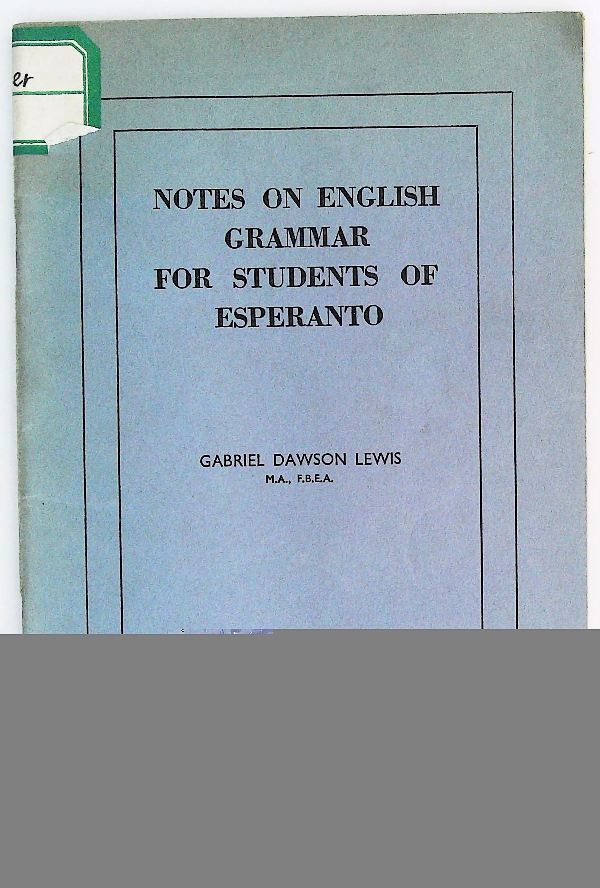 er
NOTES ON ENGLISH
GRAMMAR
FOR STUDENTS OF
ESPERANTO
GABRIEL DAWSON LEWIS
M.A., F.B.E.A.